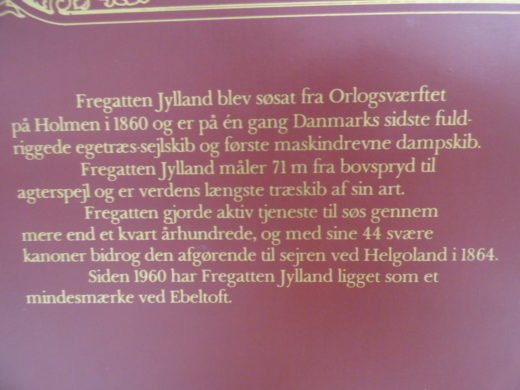 Fregatten Jylland blev søsat fra Orlogsværftet
på Holmen i 1860 og er på én gang Danmarks sidste fuld-
riggede egetræs-sejlskib og første maskindrevne dampskib.
Fregatten Jylland måler 71 m fra bovspryd til
agterspejl og er verdens længste træskib af sin art.
Fregatten gjorde aktiv tjeneste til søs gennem
mere end et kvart århundrede, og med sine 44 svære
kanoner bidrog den afgørende til sejren ved Helgoland i 1864.
Siden 1960 har Fregatten Jylland ligget som et
mindesmærke ved Ebeltoft.